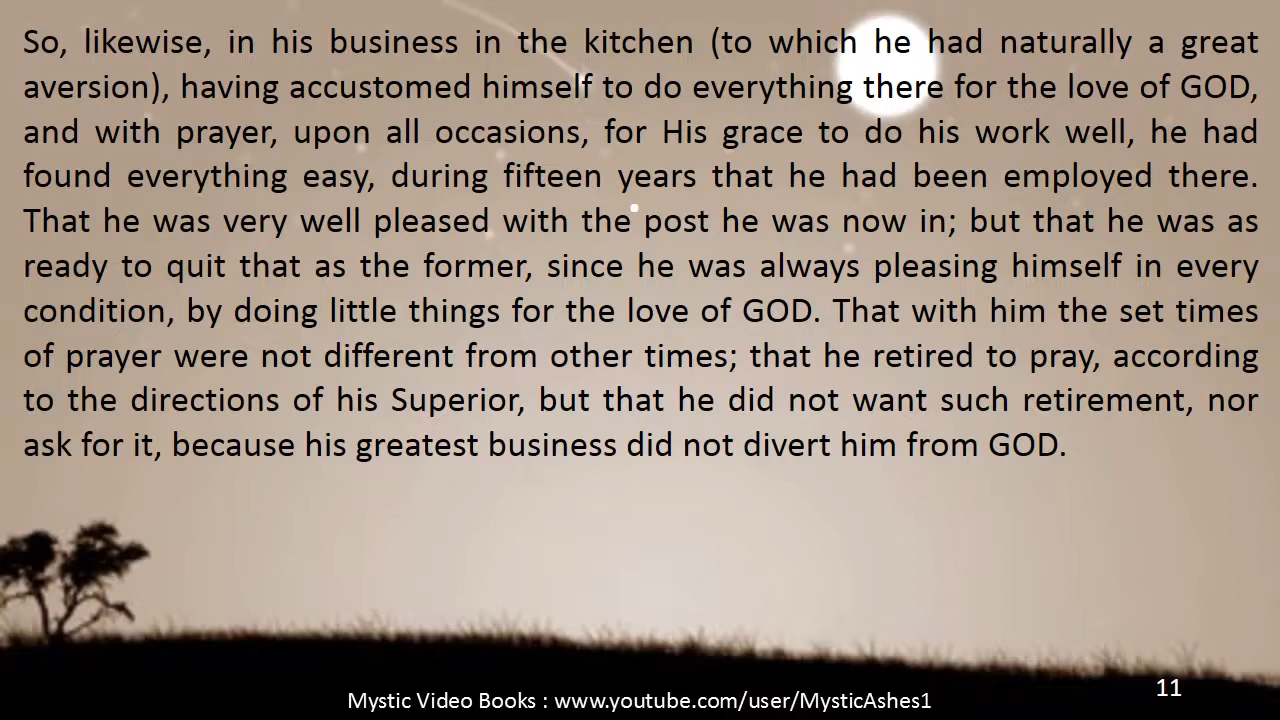 So, likewise, in his business in the kitchen (to which he had naturally a great
aversion), having accustomed himself to do everything there for the love of GOD,
and with prayer, upon all occasions, for His grace to do his work well, he had
found everything easy, during fifteen years that he had been employed there.
That he was very well pleased with the post he was now in; but that he was as
ready to quit that as the former, since he was always pleasing himself in every
condition, by doing little things for the love of GOD. That with him the set times
of prayer were not different from other times; that he retired to pray, according
to the directions of his Superior, but that he did not want such retirement, nor
ask for it, because his greatest business did not divert him from GOD.
11
Mystic Video Books : www.youtube.com/user/MysticAshes1